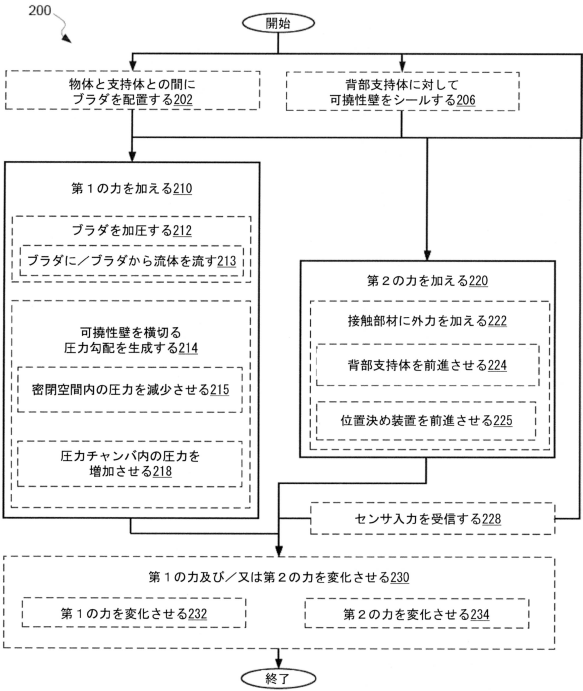 200
開始
物体と支持体との間に
ブラダを配置する202
背部支持体に対して
可撓性壁をシールする206
第1の力を加える210
ブラダを加圧する212
ブラダに/ブラダから流体を流す213
可撓性壁を横切る
圧力勾配を生成する214
密閉空間内の圧力を減少させる215
圧力チャンバ内の圧力を
増加させる218
第2の力を加える220
接触部材に外力を加える222
背部支持体を前進させる224
位置決め装置を前進させる225
センサ入力を受信する228
第1の力及び/又は第2の力を変化させる230
第1の力を変化させる232
第2の力を変化させる234
終了